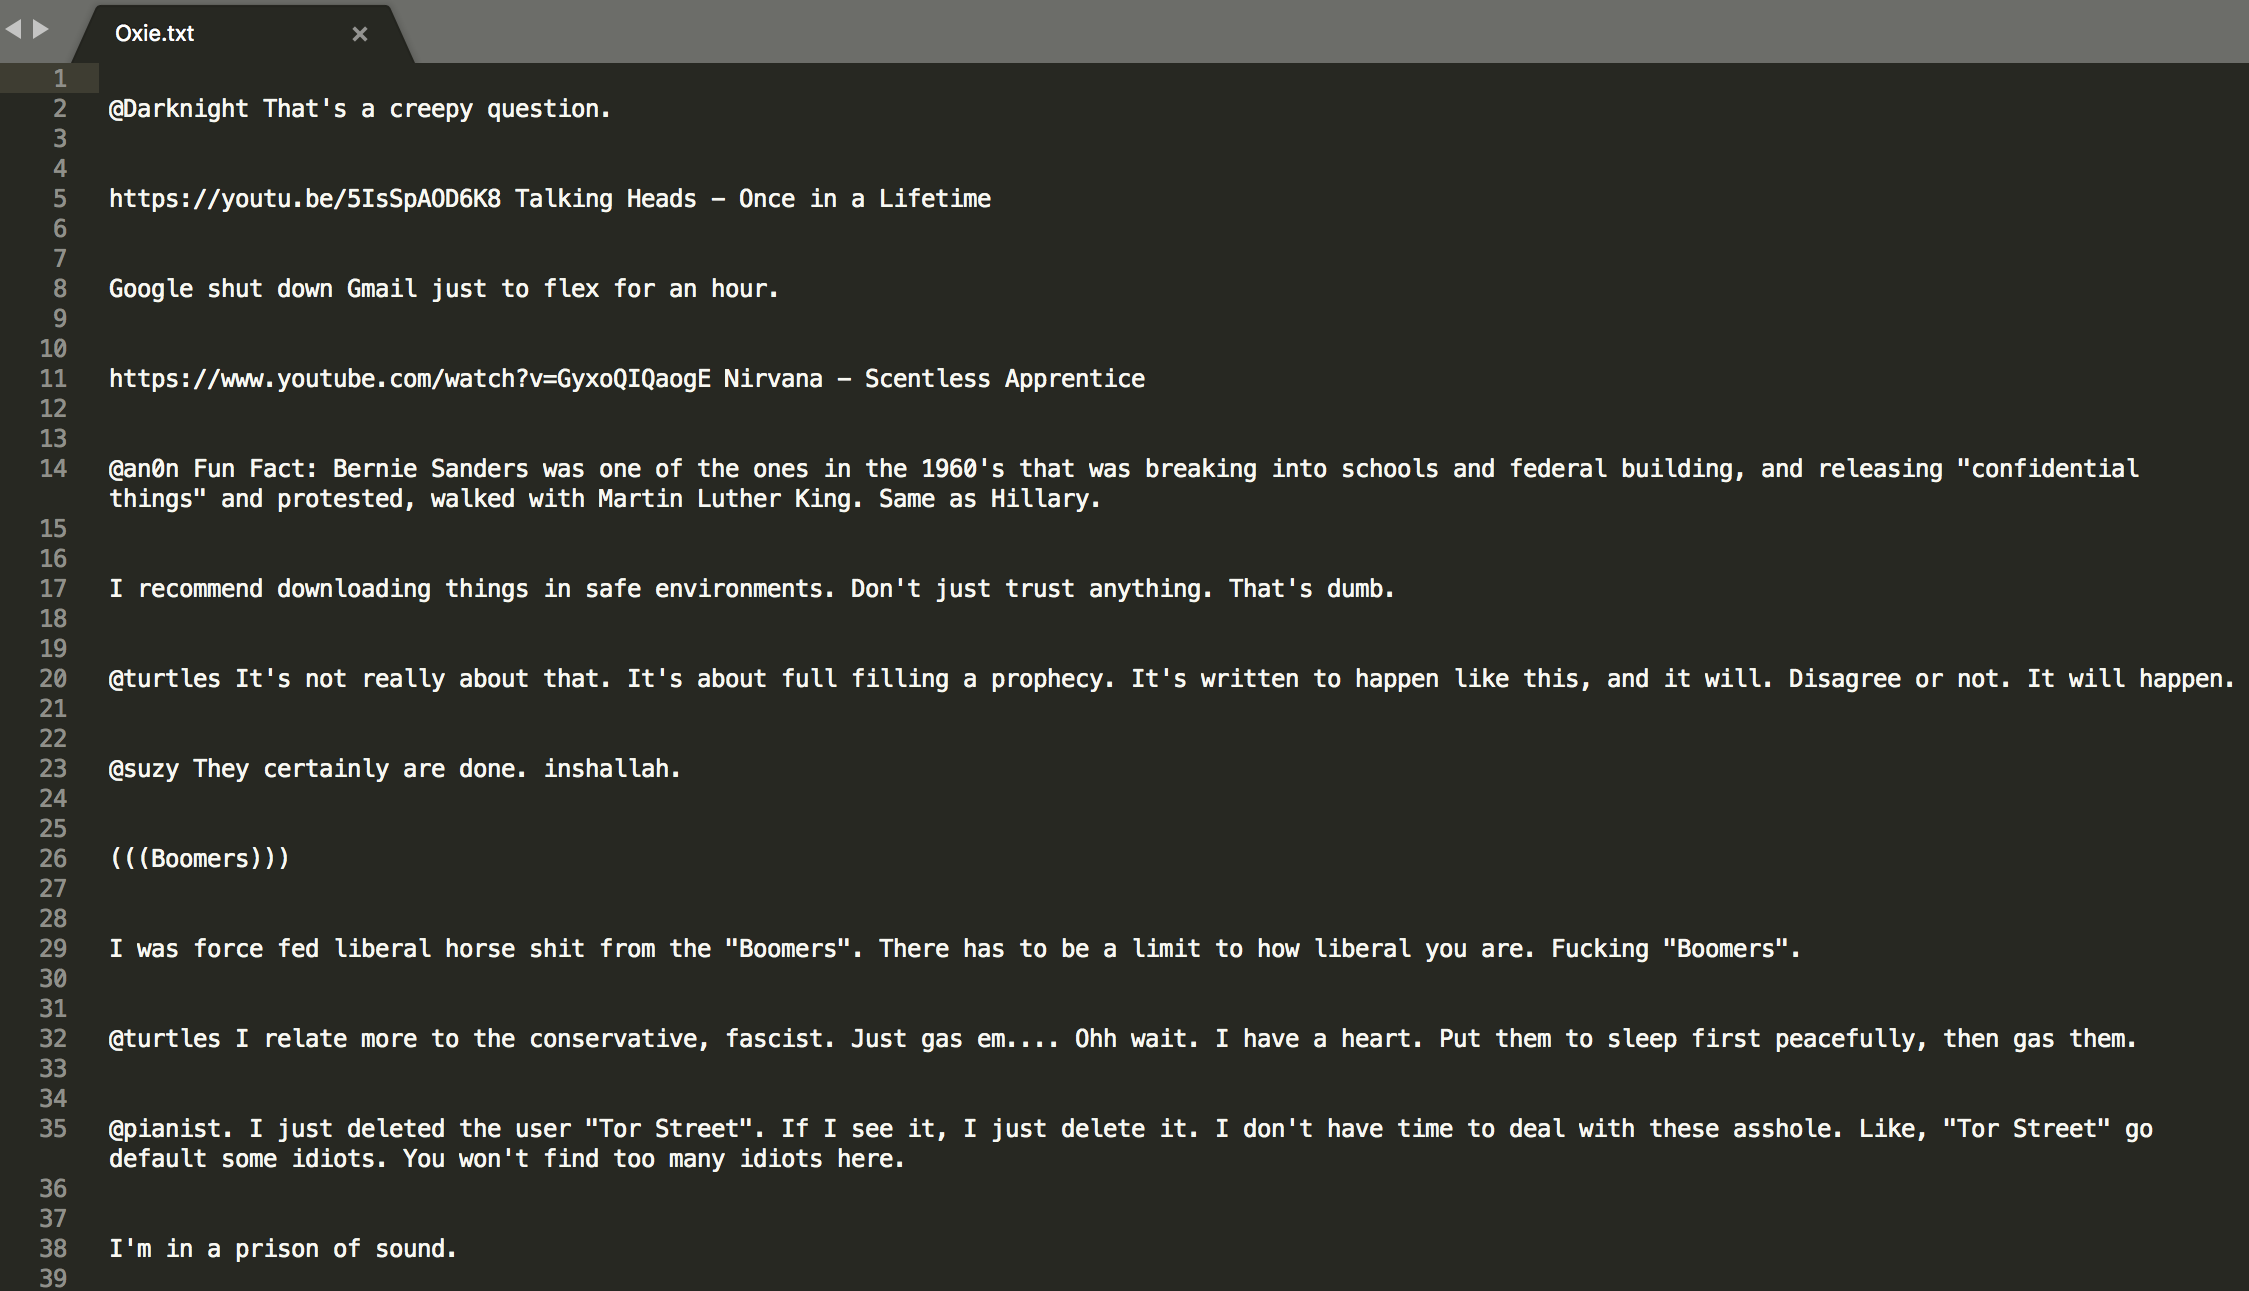 Oxie.txt ×
1
2 @Darknight That's a creepy question.
3
4
5 https://youtu.be/5IsSpAOD6K8 Talking Heads – Once in a Lifetime
6
7
8 Google shut down Gmail just to flex for an hour.
9
10
11 https://www.youtube.com/watch?v=GyxoQIQaogE Nirvana – Scentless Apprentice
12
13
14 @an0n Fun Fact: Bernie Sanders was one of the ones in the 1960's that was breaking into schools and federal building, and releasing "confidential
things" and protested, walked with Martin Luther King. Same as Hillary.
15
16
17 I recommend downloading things in safe environments. Don't just trust anything. That's dumb.
18
19
20 @turtles It's not really about that. It's about full filling a prophecy. It's written to happen like this, and it will. Disagree or not. It will happen.
21
22
23 @suzy They certainly are done. inshallah.
24
25
26 (((Boomers)))
27
28
29 I was force fed liberal horse shit from the "Boomers". There has to be a limit to how liberal you are. Fucking "Boomers".
30
31
32 @turtles I relate more to the conservative, fascist. Just gas em.... Ohh wait. I have a heart. Put them to sleep first peacefully, then gas them.
33
34
35 @pianist. I just deleted the user "Tor Street". If I see it, I just delete it. I don't have time to deal with these asshole. Like, "Tor Street" go
default some idiots. You won't find too many idiots here.
36
37
38 I'm in a prison of sound.
39